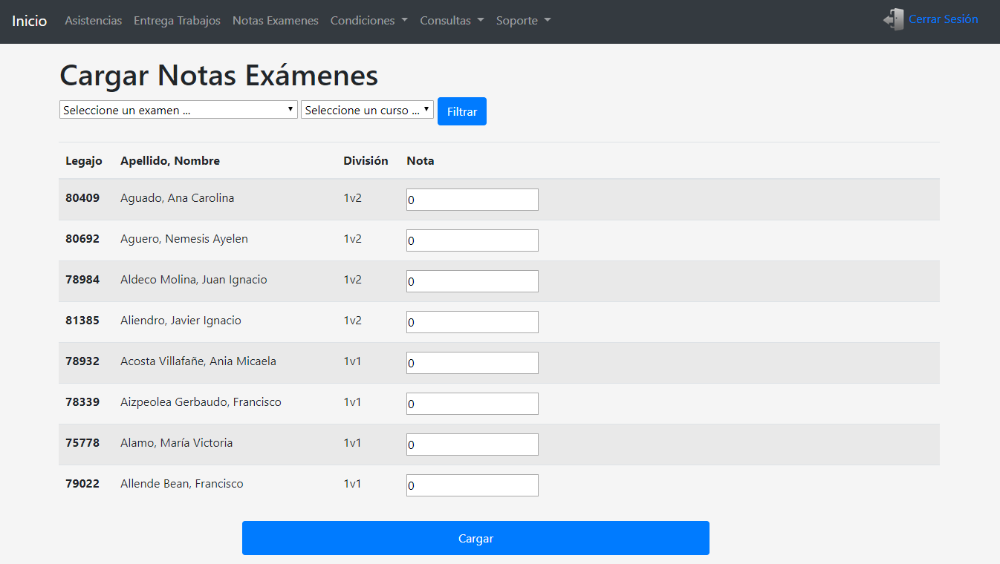 Inicio Asistencias Entrega Trabajos Notas Examenes Condiciones Consultas Soporte Cerrar Sesión
Cargar Notas Exámenes
Seleccione un examen ... Seleccione un curso ... Filtrar
Legajo Apellido, Nombre División Nota
80409 Aguado, Ana Carolina 1v2 0
80692 Aguero, Nemesis Ayelen 1v2 0
78984 Aldeco Molina, Juan Ignacio 1v2 0
81385 Aliendro, Javier Ignacio 1v2 0
78932 Acosta Villafañe, Ania Micaela 1v1 0
78339 Aizpeolea Gerbaudo, Francisco 1v1 0
75778 Alamo, María Victoria 1v1 0
79022 Allende Bean, Francisco 1v1 0
Cargar